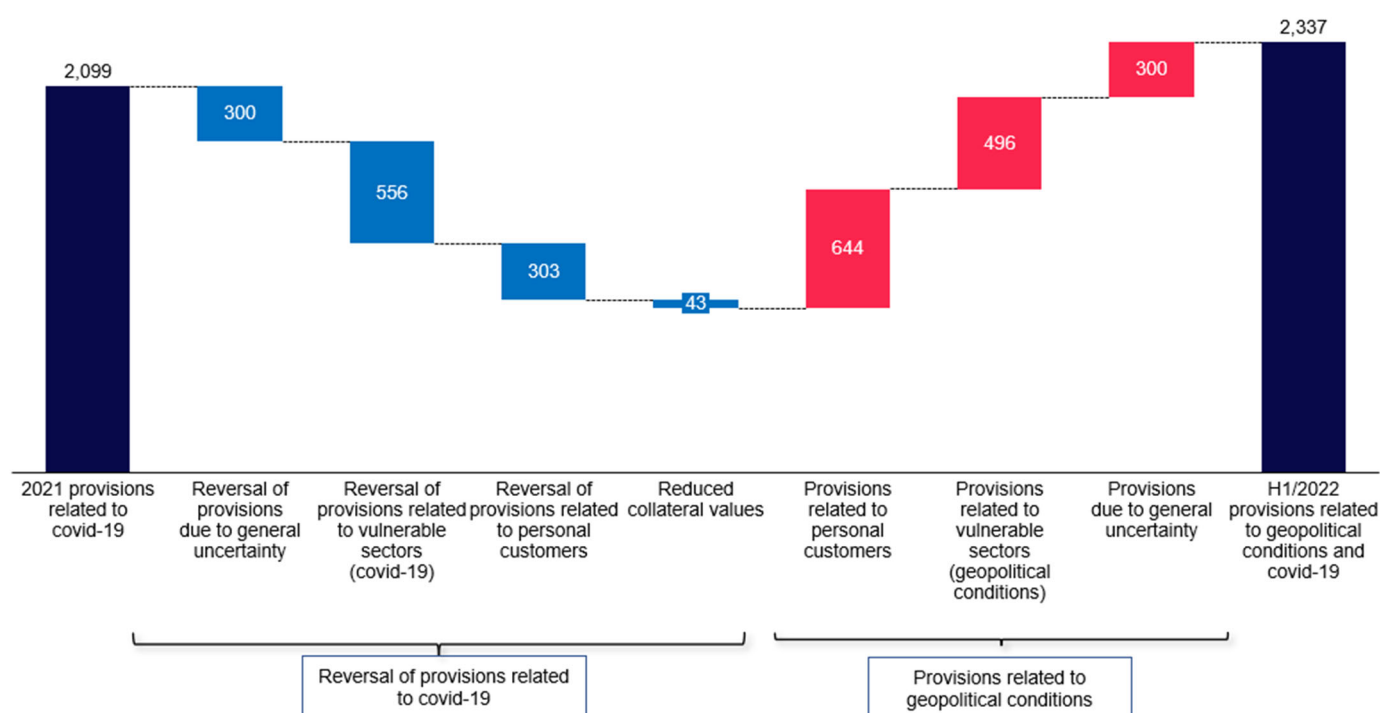 2,099
300
556
303
43
644
496
300
2,337
2021 provisions
related to
covid-19
Reversal of
provisions
due to general
uncertainty
Reversal of
provisions related
to vulnerable
sectors
(covid-19)
Reversal of
provisions related
to personal
customers
Reduced
collateral values
Provisions
related to
personal
customers
Provisions
related to
vulnerable
sectors
(geopolitical
conditions)
Provisions
due to general
uncertainty
H1/2022
provisions related
to geopolitical
conditions and
covid-19
Reversal of provisions related
to covid-19
Provisions related to
geopolitical conditions